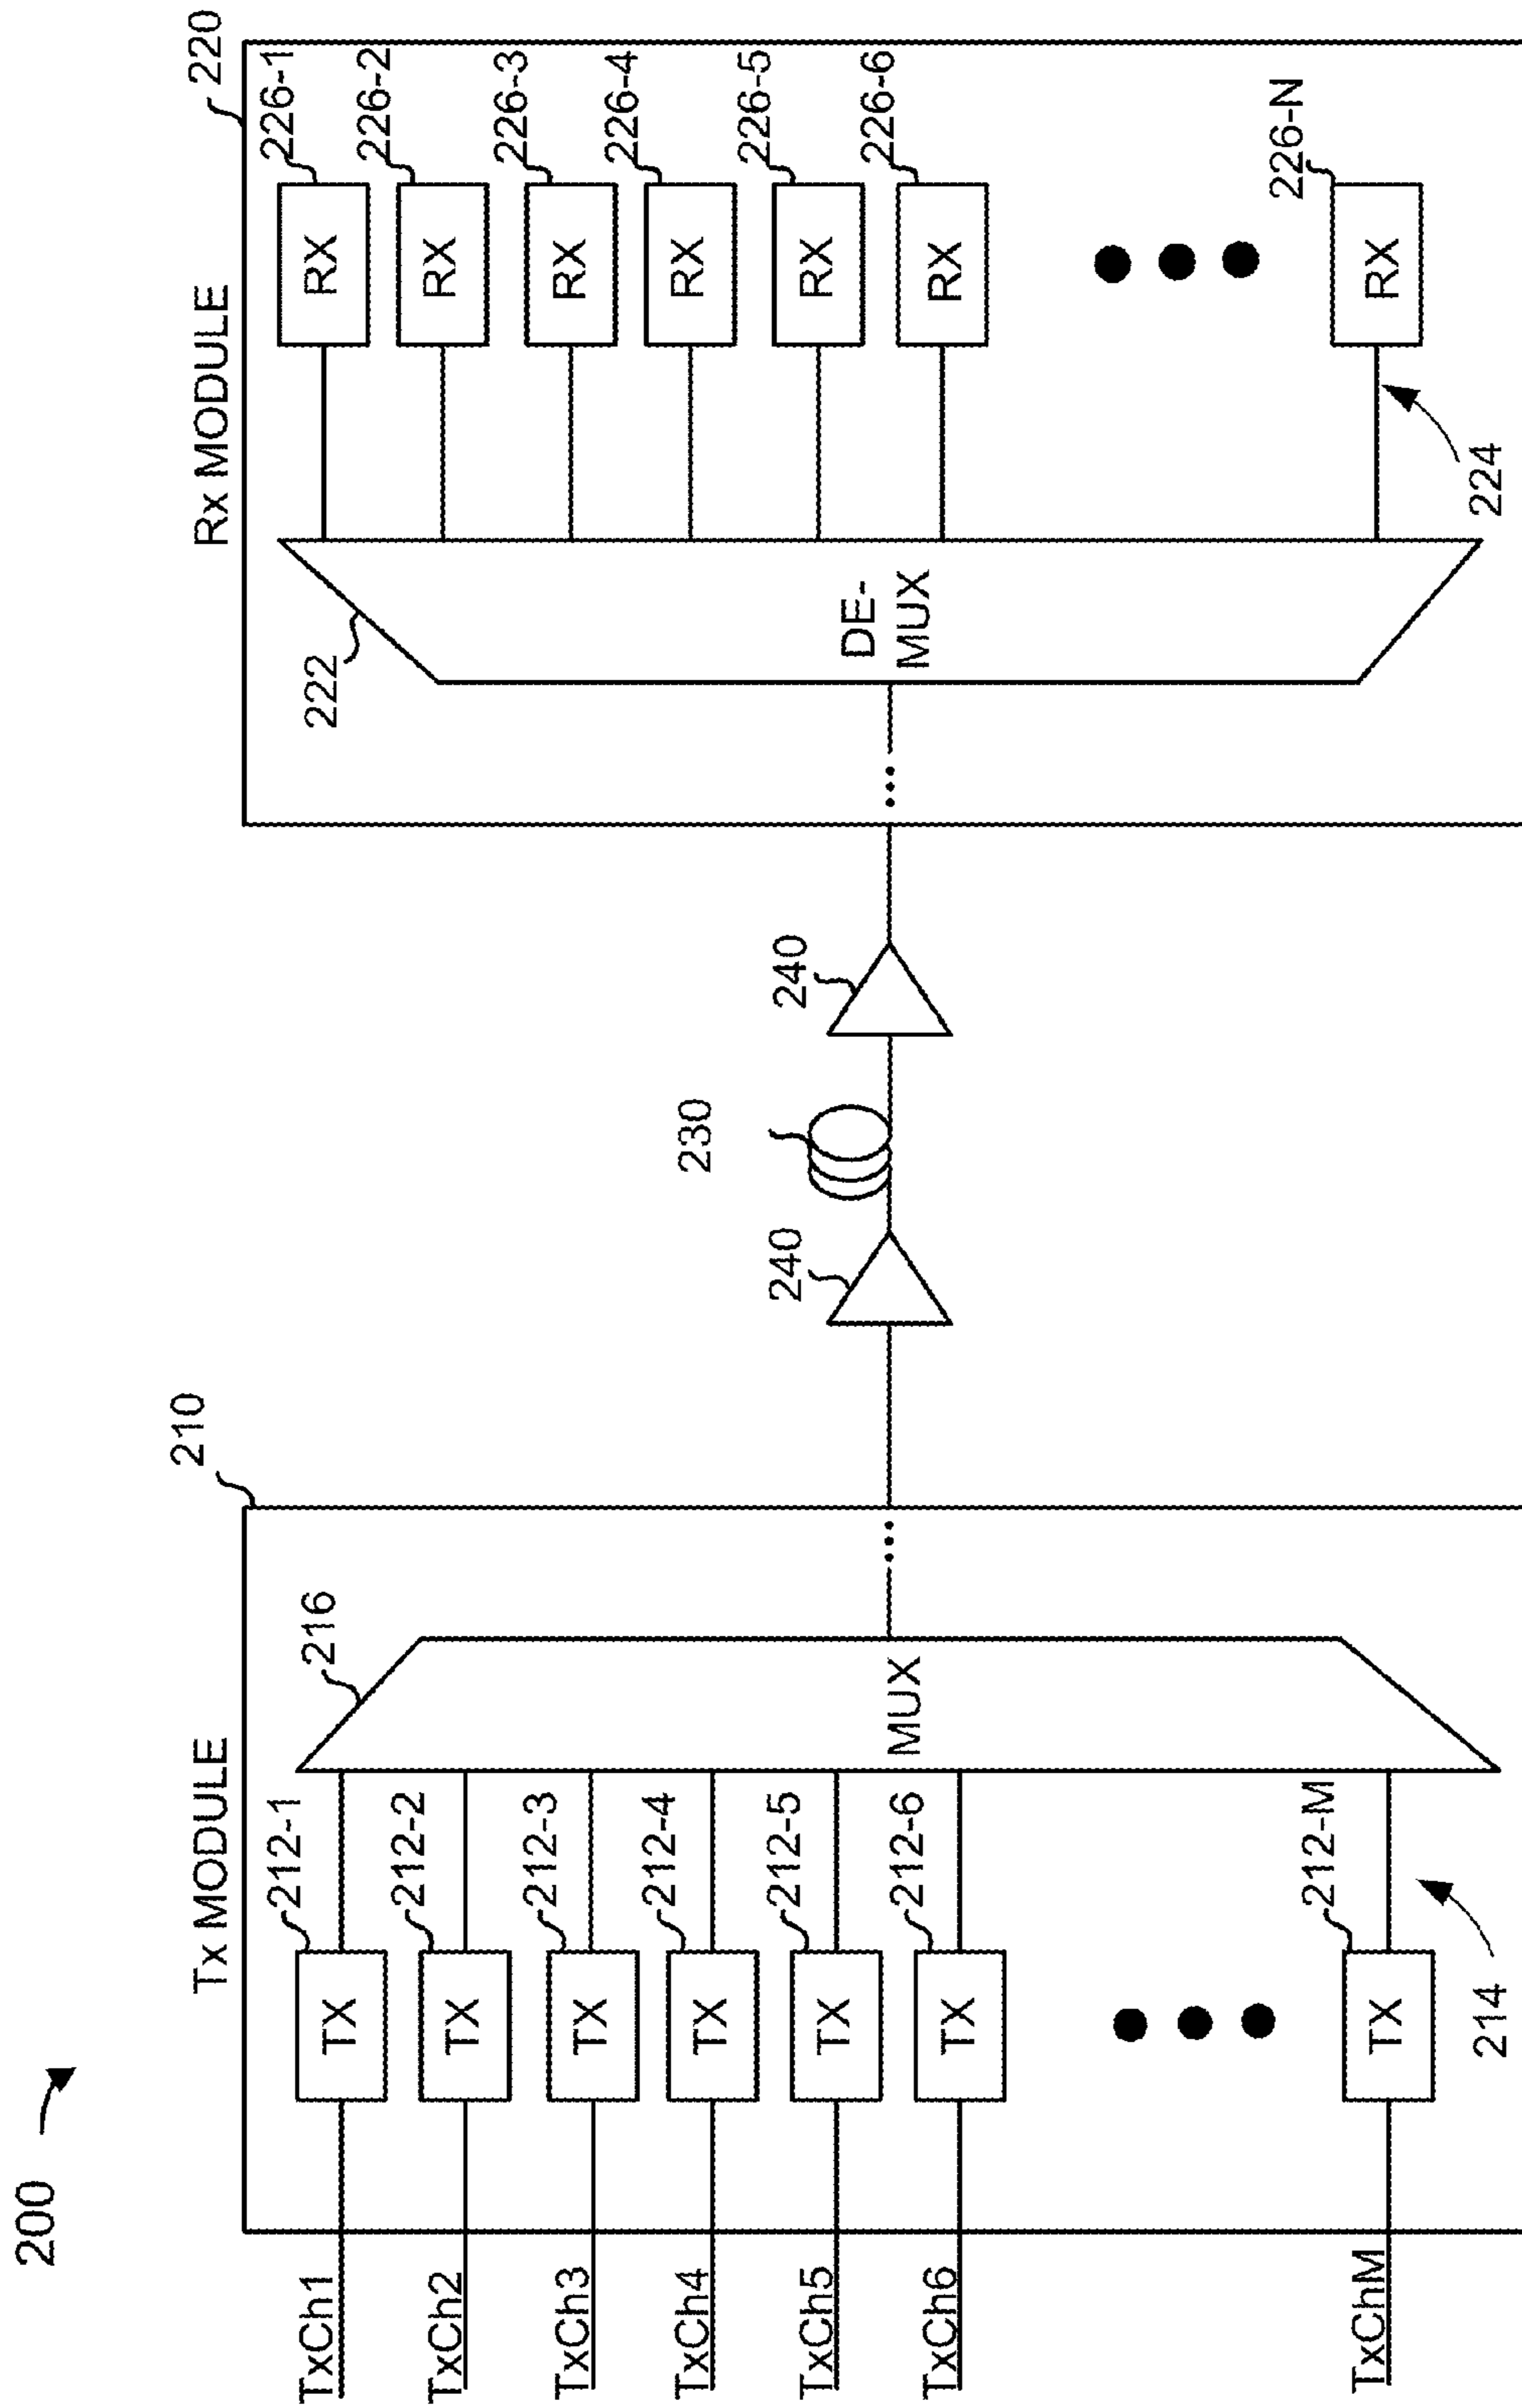 200
Tx MODULE
210
TxCh1
TxCh2
TxCh3
TxCh4
TxCh5
TxCh6
TxChM
TX
212-1
TX
212-2
TX
212-3
TX
212-4
TX
212-5
TX
212-6
TX
212-M
214
216
MUX
240
230
240
Rx MODULE
220
222
DE-
MUX
RX
226-1
RX
226-2
RX
226-3
RX
226-4
RX
226-5
RX
226-6
RX
226-N
224